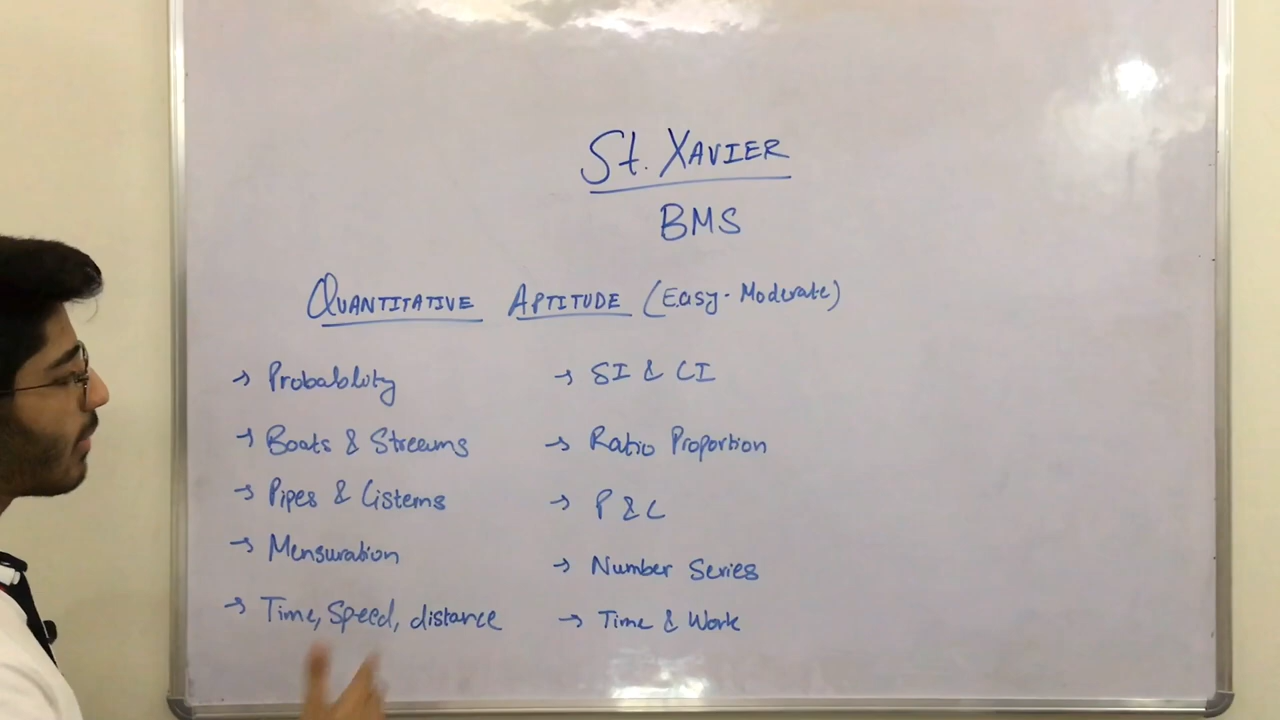 St. XAVIER
BMS
QUANTITATIVE APTITUDE (Easy - Moderate)
→ Probability
→ Boats & Streams
→ Pipes & Cisterns
→ Mensuration
→ Time, Speed, distance
→ SI & CI
→ Ratio Proportion
→ P & C
→ Number Series
→ Time & Work